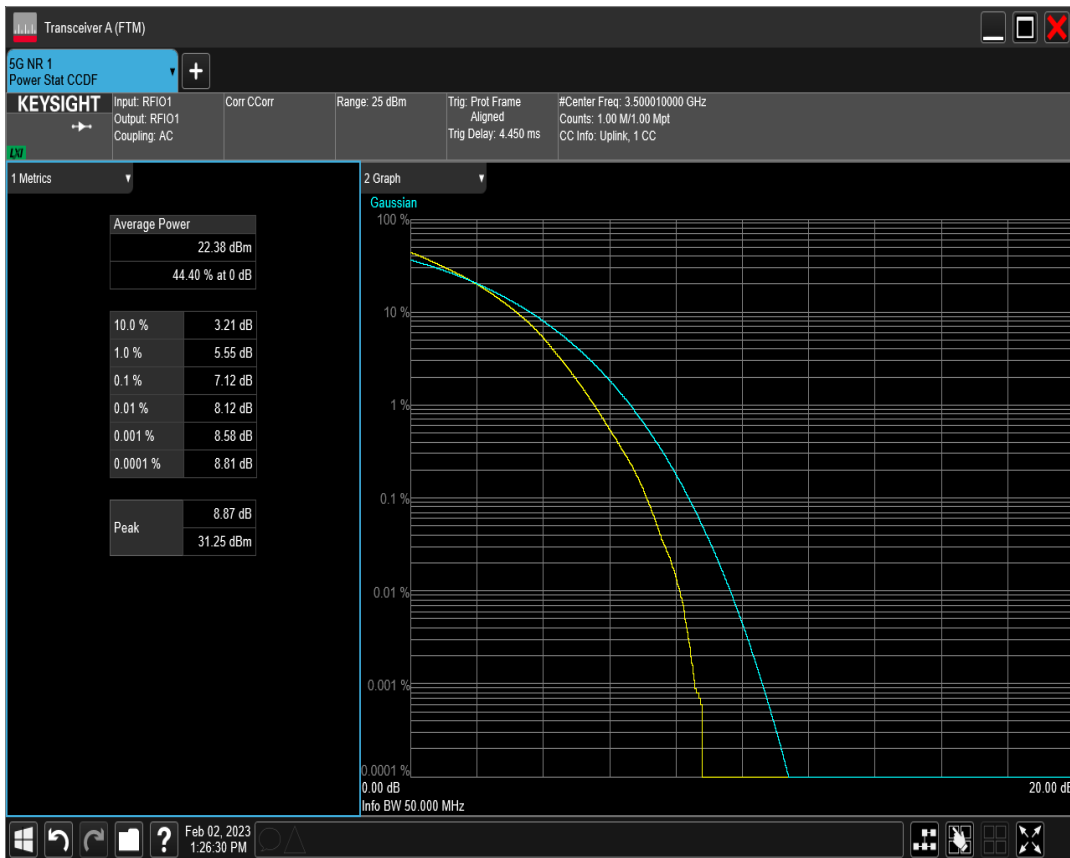 Transceiver A (FTM)
5G NR 1
Power Stat CCDF
+
KEYSIGHT
LXI
Input: RFIO1
Output: RFIO1
Coupling: AC
Corr CCorr
Range: 25 dBm
Trig: Prot Frame
Aligned
Trig Delay: 4.450 ms
#Center Freq: 3.500010000 GHz
Counts: 1.00 M/1.00 Mpt
CC Info: Uplink, 1 CC
1 Metrics
Average Power
22.38 dBm
44.40 % at 0 dB
10.0 % 3.21 dB
1.0 % 5.55 dB
0.1 % 7.12 dB
0.01 % 8.12 dB
0.001 % 8.58 dB
0.0001 % 8.81 dB
Peak
8.87 dB
31.25 dBm
2 Graph
Gaussian
100 %
10 %
1 %
0.1 %
0.01 %
0.001 %
0.0001 %
0.00 dB 20.00 dB
Info BW 50.000 MHz
?
Feb 02, 2023
1:26:30 PM